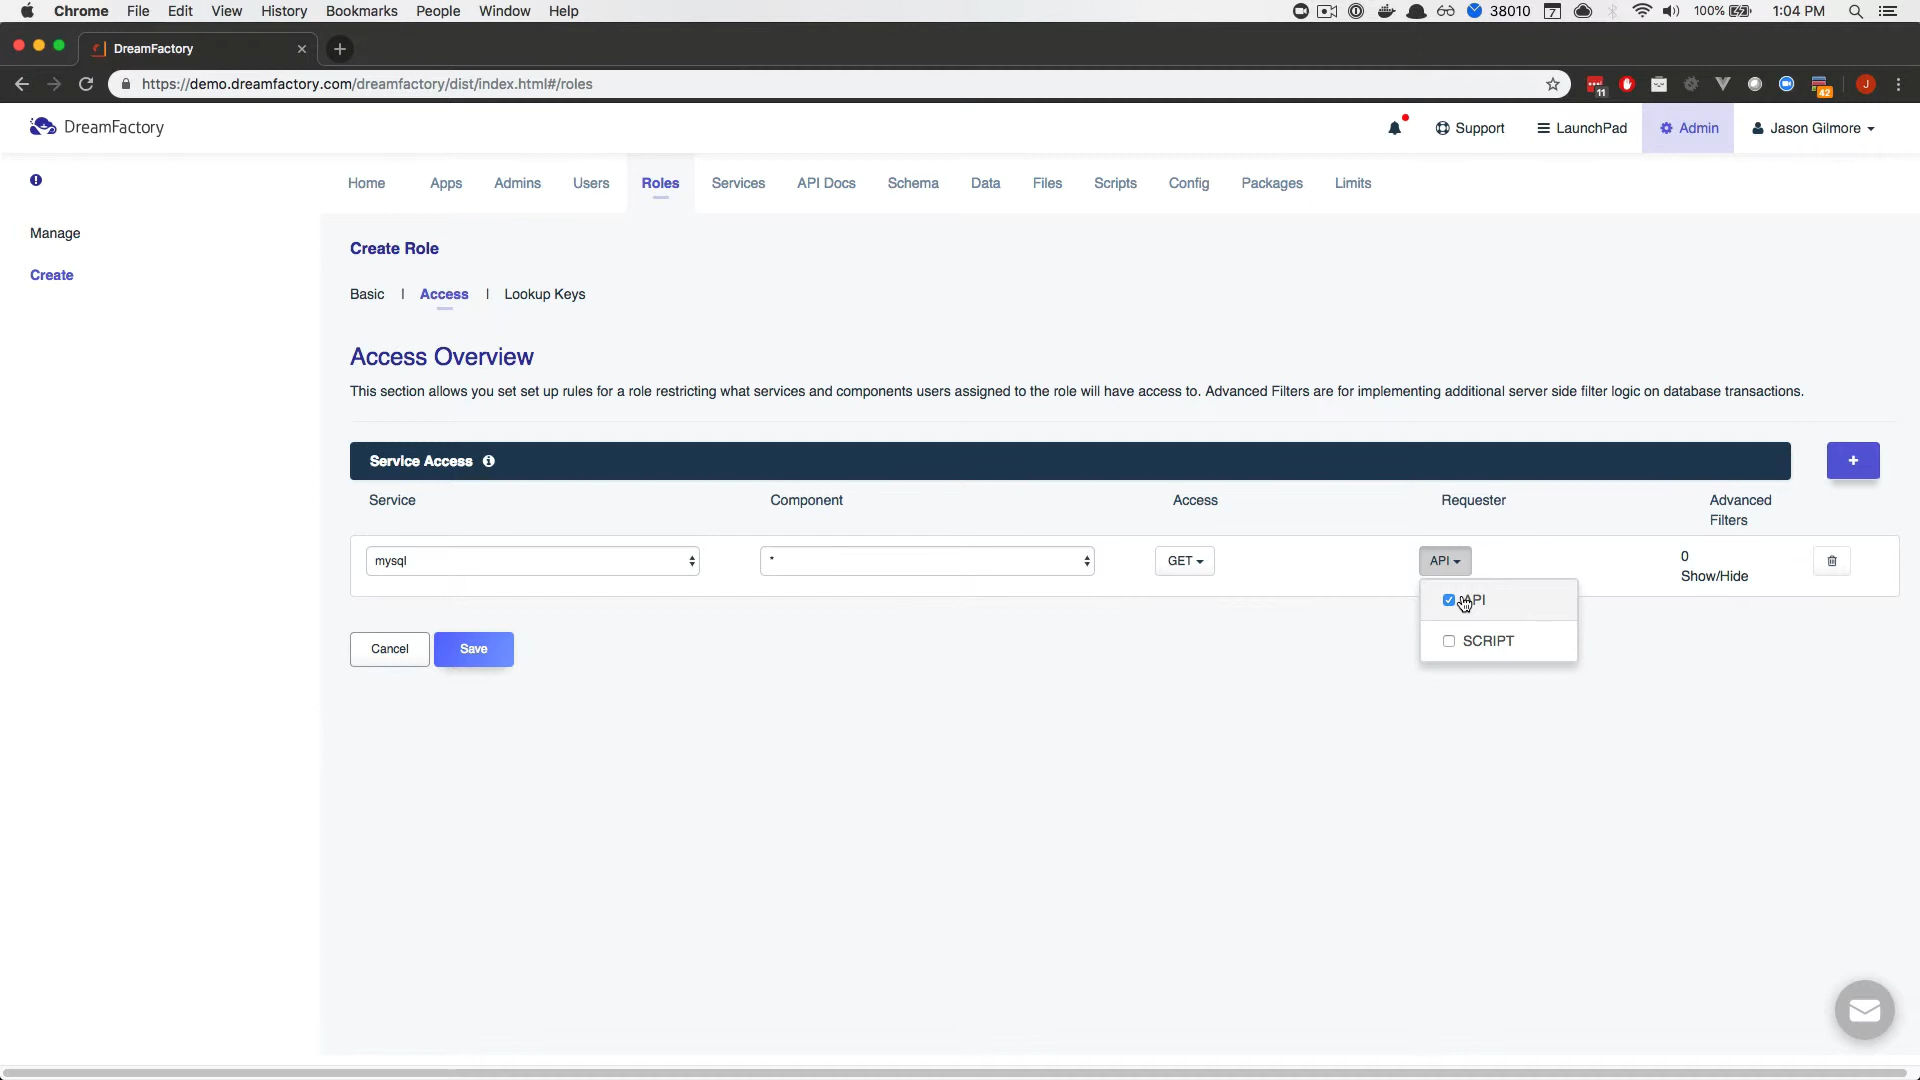 Chrome File Edit View History Bookmarks People Window Help 38010 7 100% 1:04 PM
DreamFactory
https://demo.dreamfactory.com/dreamfactory/dist/index.html#/roles 11 42 J
DreamFactory Support LaunchPad Admin Jason Gilmore
Home Apps Admins Users Roles Services API Docs Schema Data Files Scripts Config Packages Limits
Manage
Create
Create Role
Basic | Access | Lookup Keys
Access Overview
This section allows you set set up rules for a role restricting what services and components users assigned to the role will have access to. Advanced Filters are for implementing additional server side filter logic on database transactions.
Service Access
+
Service Component Access Requester Advanced
Filters
mysql * GET API 0
Show/Hide
API
SCRIPT
Cancel Save